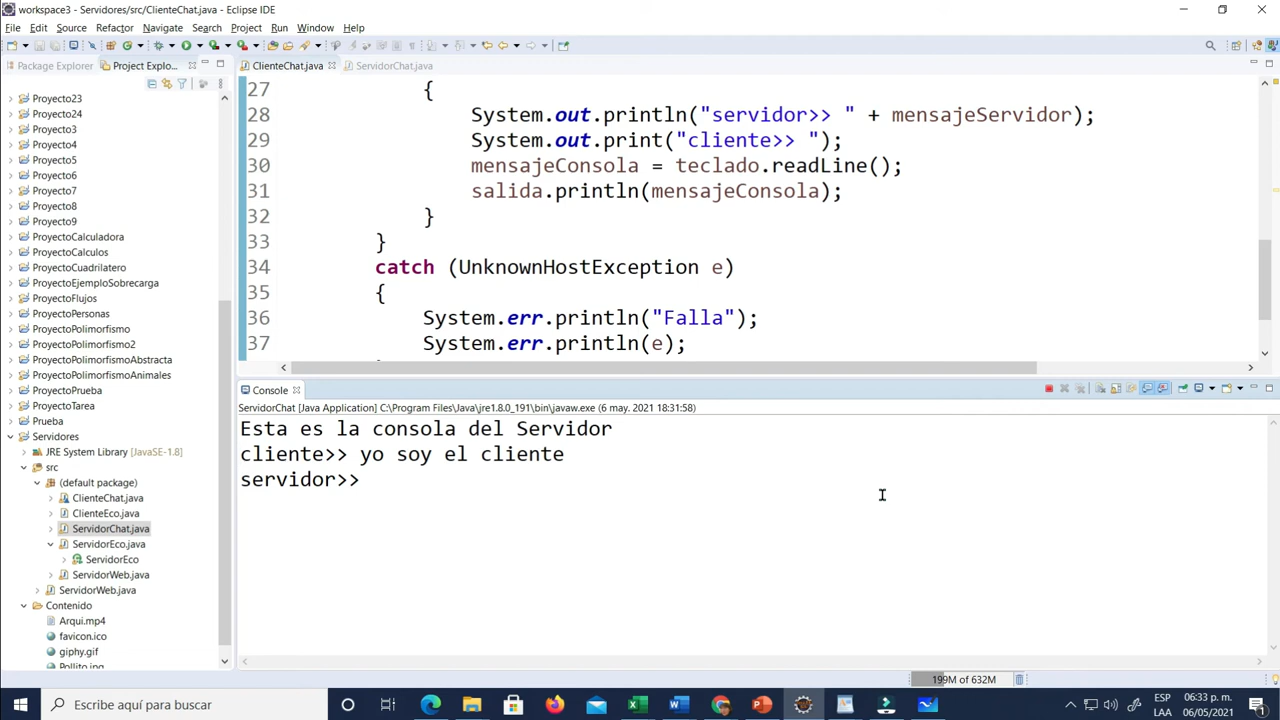 workspace3 - Servidores/src/ClienteChat.java - Eclipse IDE
File Edit Source Refactor Navigate Search Project Run Window Help
Package Explorer
Project Explo...
ClienteChat.java
ServidorChat.java
Proyecto23
Proyecto24
Proyecto3
Proyecto4
Proyecto5
Proyecto6
Proyecto7
Proyecto8
Proyecto9
ProyectoCalculadora
ProyectoCalculos
ProyectoCuadrilatero
ProyectoEjemploSobrecarga
ProyectoFlujos
ProyectoPersonas
ProyectoPolimorfismo
ProyectoPolimorfismo2
ProyectoPolimorfismoAbstracta
ProyectoPolimorfismoAnimales
ProyectoPrueba
ProyectoTarea
Prueba
Servidores
JRE System Library [JavaSE-1.8]
src
(default package)
ClienteChat.java
ClienteEco.java
ServidorChat.java
ServidorEco.java
ServidorEco
ServidorWeb.java
ServidorWeb.java
Contenido
Arqui.mp4
favicon.ico
giphy.gif
Pollito.jpg
27 {
28 System.out.println("servidor>> " + mensajeServidor);
29 System.out.print("cliente>> ");
30 mensajeConsola = teclado.readLine();
31 salida.println(mensajeConsola);
32 }
33 }
34 catch (UnknownHostException e)
35 {
36 System.err.println("Falla");
37 System.err.println(e);
Console
ServidorChat [Java Application] C:\Program Files\Java\jre1.8.0_191\bin\javaw.exe (6 may. 2021 18:31:58)
Esta es la consola del Servidor
cliente>> yo soy el cliente
servidor>>
199M of 632M
Escribe aquí para buscar
ESP
LAA
06:33 p. m.
06/05/2021
1